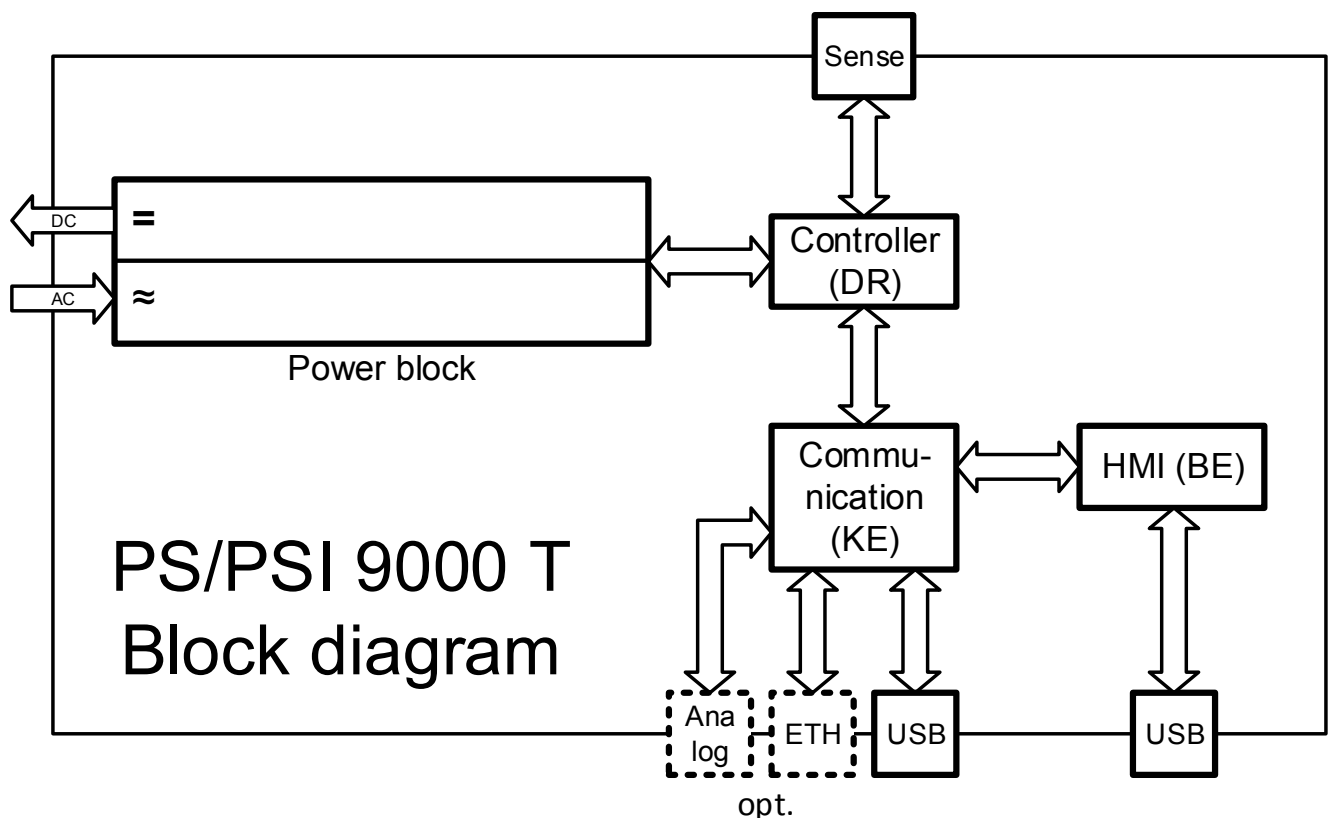 Sense
DC
=
Controller
(DR)
AC
≈
Power block
Commu-
nication
(KE)
HMI (BE)
PS/PSI 9000 T
Block diagram
Ana
log
ETH
USB
USB
opt.